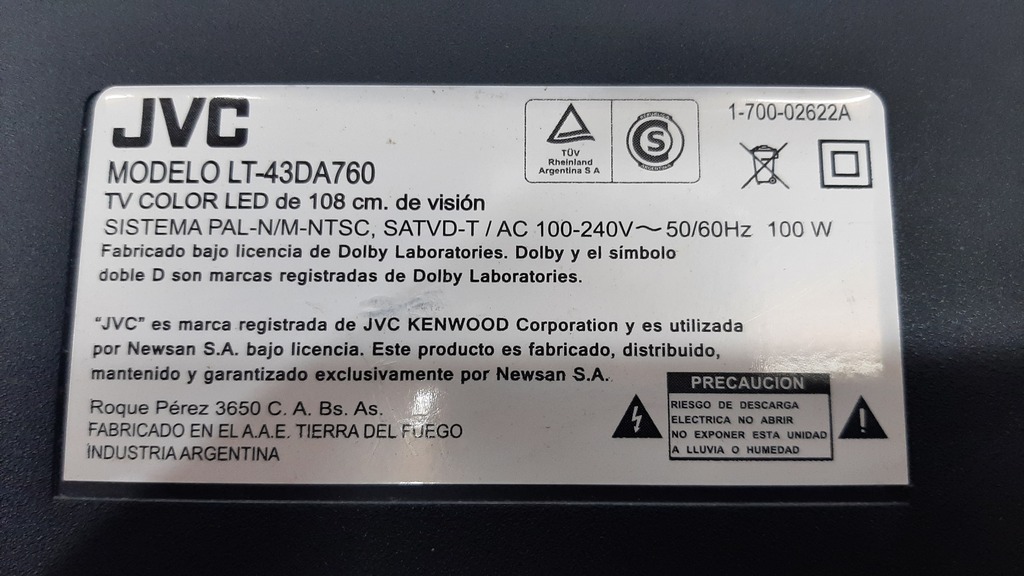 JVC
MODELO LT-43DA760
TV COLOR LED de 108 cm. de visión
SISTEMA PAL-N/M-NTSC, SATVD-T / AC 100-240V~ 50/60Hz 100 W
Fabricado bajo licencia de Dolby Laboratories. Dolby y el símbolo
doble D son marcas registradas de Dolby Laboratories.
TÜV
Rheinland
Argentina S A
REPUBLICA
S
ARGENTINA
1-700-02622A
"JVC" es marca registrada de JVC KENWOOD Corporation y es utilizada
por Newsan S.A. bajo licencia. Este producto es fabricado, distribuido,
mantenido y garantizado exclusivamente por Newsan S.A.
Roque Pérez 3650 C. A. Bs. As.
FABRICADO EN EL A.A.E. TIERRA DEL FUEGO
INDUSTRIA ARGENTINA
PRECAUCION
RIESGO DE DESCARGA
ELECTRICA NO ABRIR
NO EXPONER ESTA UNIDAD
A LLUVIA O HUMEDAD